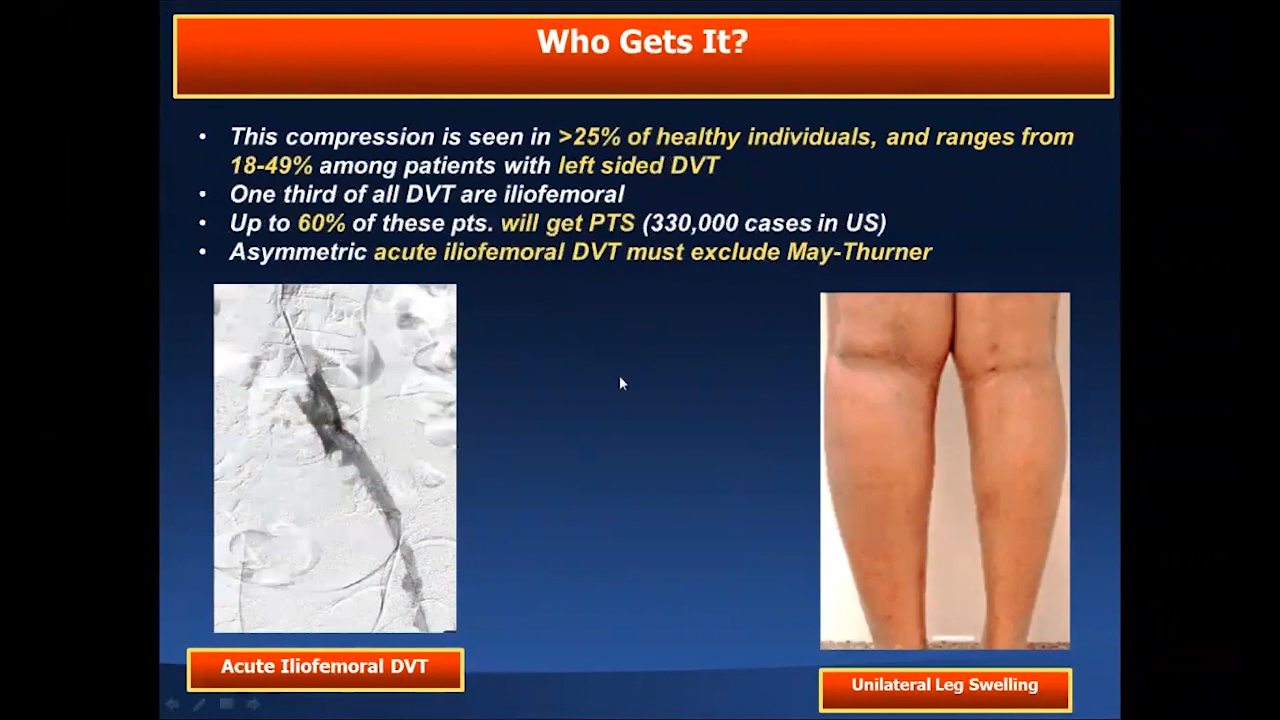 Who Gets It?
• This compression is seen in >25% of healthy individuals, and ranges from
18-49% among patients with left sided DVT
• One third of all DVT are iliofemoral
• Up to 60% of these pts. will get PTS (330,000 cases in US)
• Asymmetric acute iliofemoral DVT must exclude May-Thurner
Acute Iliofemoral DVT
Unilateral Leg Swelling